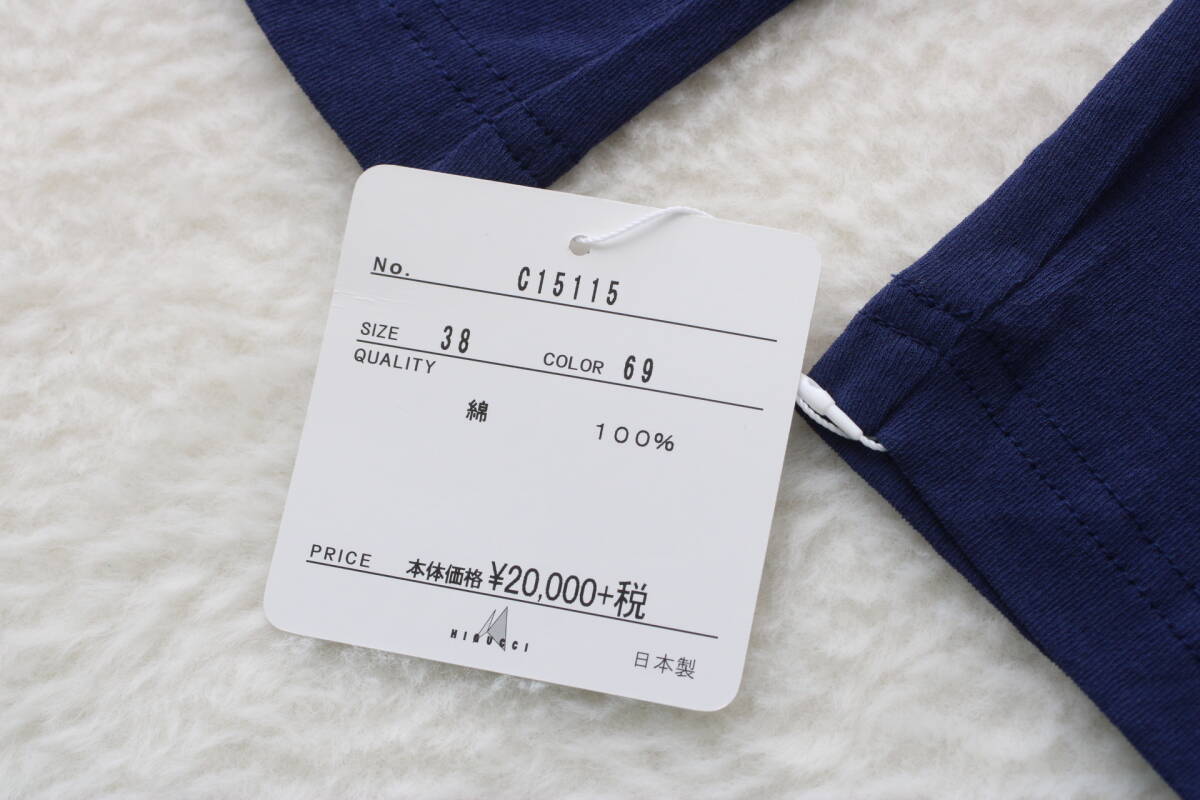 No. C15115
SIZE 38 COLOR 69
QUALITY
綿 100%
PRICE 本体価格 ¥20,000+税
HIRUCCI
日本製